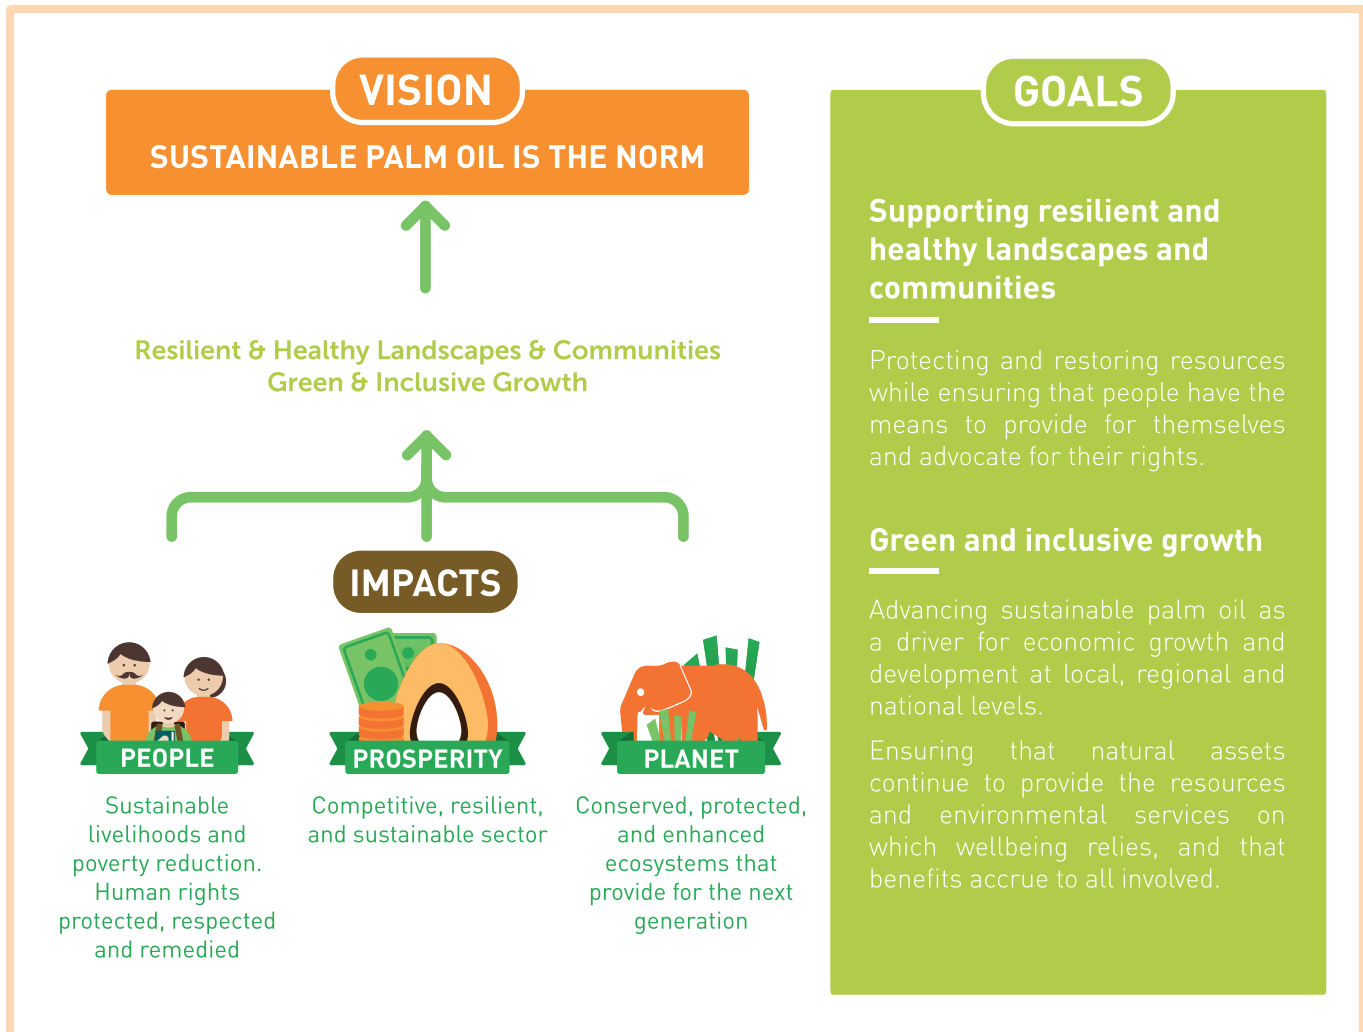 VISION
SUSTAINABLE PALM OIL IS THE NORM
Resilient & Healthy Landscapes & Communities
Green & Inclusive Growth
IMPACTS
PEOPLE
Sustainable
livelihoods and
poverty reduction.
Human rights
protected, respected
and remedied
PROSPERITY
Competitive, resilient,
and sustainable sector
PLANET
Conserved, protected,
and enhanced
ecosystems that
provide for the next
generation
GOALS
Supporting resilient and
healthy landscapes and
communities
Protecting and restoring resources
while ensuring that people have the
means to provide for themselves
and advocate for their rights.
Green and inclusive growth
Advancing sustainable palm oil as
a driver for economic growth and
development at local, regional and
national levels.
Ensuring that natural assets
continue to provide the resources
and environmental services on
which wellbeing relies, and that
benefits accrue to all involved.